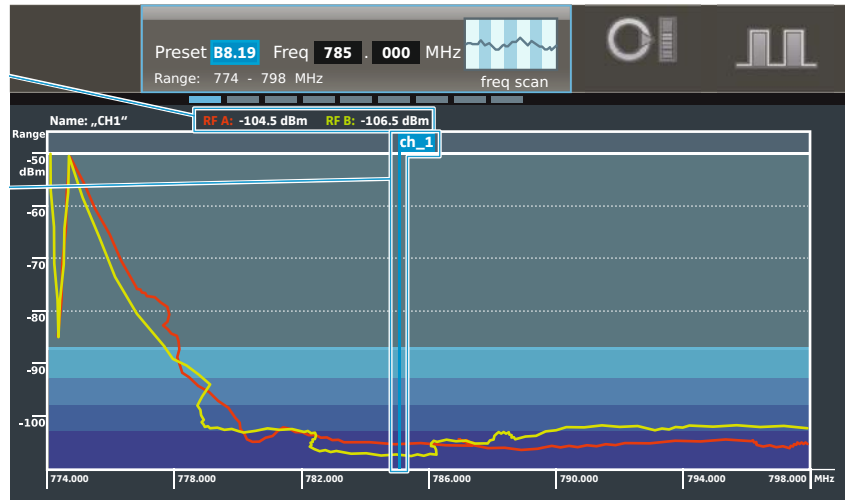 Preset B8.19 Freq 785 . 000 MHz
Range: 774 - 798 MHz
freq scan
Name: „CH1“ RF A: -104.5 dBm RF B: -106.5 dBm
Range
ch_1
-50
dBm
-60
-70
-80
-90
-100
774.000 778.000 782.000 786.000 790.000 794.000 798.000 MHz